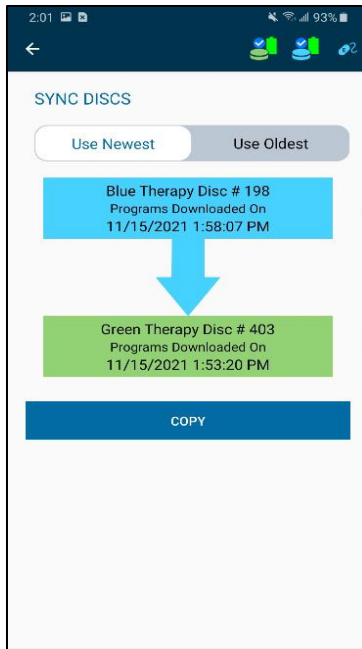 2:01 93%
SYNC DISCS
Use Newest Use Oldest
Blue Therapy Disc # 198
Programs Downloaded On
11/15/2021 1:58:07 PM
Green Therapy Disc # 403
Programs Downloaded On
11/15/2021 1:53:20 PM
COPY